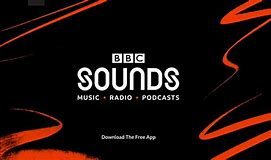 BBC
SOUNDS
MUSIC • RADIO • PODCASTS
Download The Free App